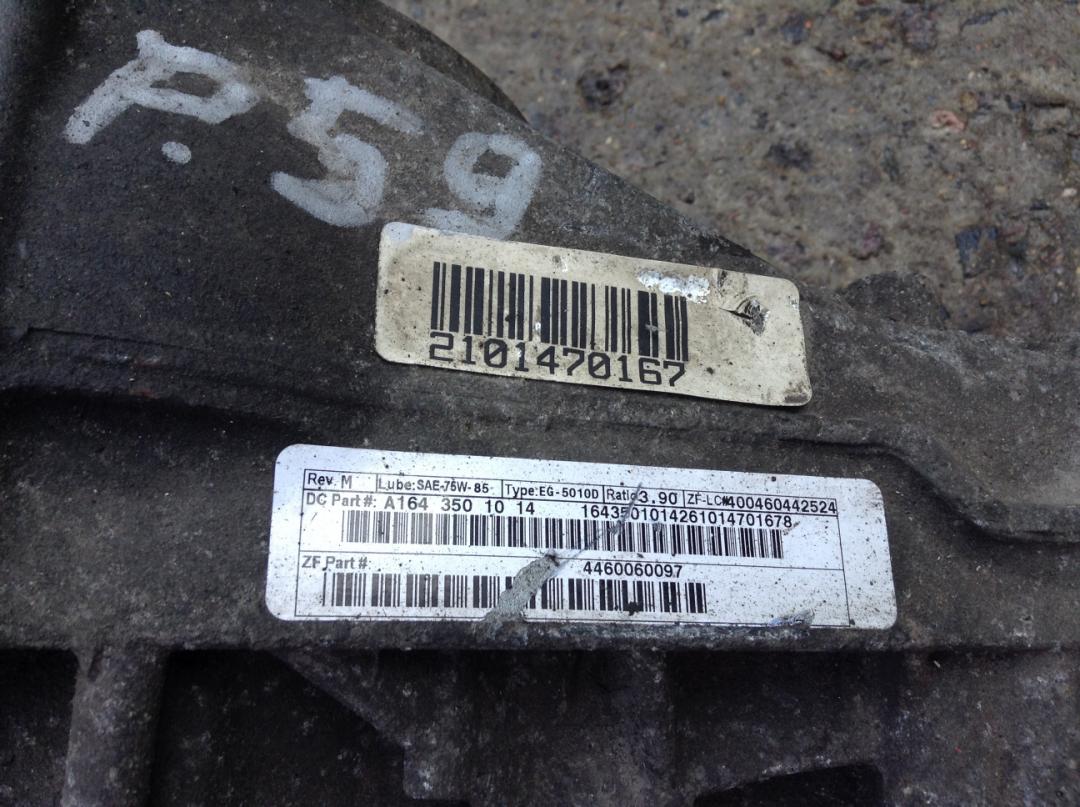 P.59
2101470167
Rev. M Lube:SAE-75W-85 Type:EG-5010D Ratio 3.90 ZF-LC#400460442524
DC Part#: A164 350 10 14 1643501014261014701678
ZF Part#: 4460060097